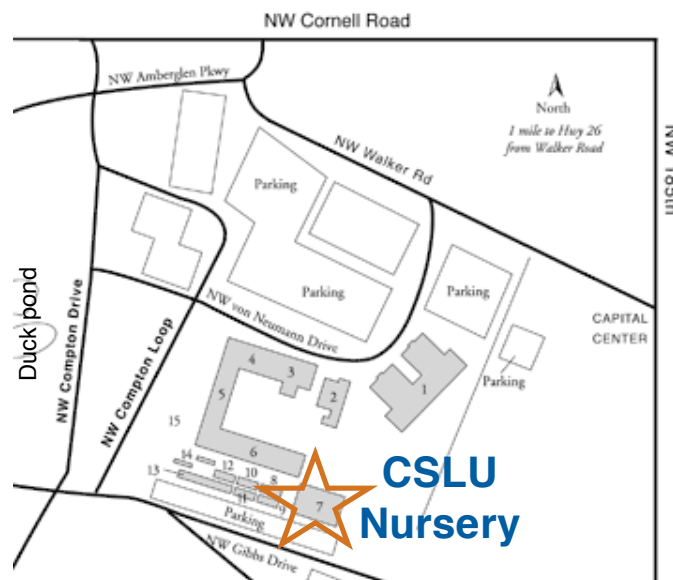 NW Cornell Road
NW Amberglen Pkwy
North
1 mile to Hwy 26
from Walker Road
NW Walker Rd
NW 185th
Parking
Parking
Parking
NW von Neumann Drive
Duck pond
NW Compton Drive
NW Compton Loop
CAPITAL
CENTER
Parking
4
3
2
1
5
15
6
14
13
12
10
8
11
9
7
CSLU
Nursery
Parking
NW Gibbs Drive